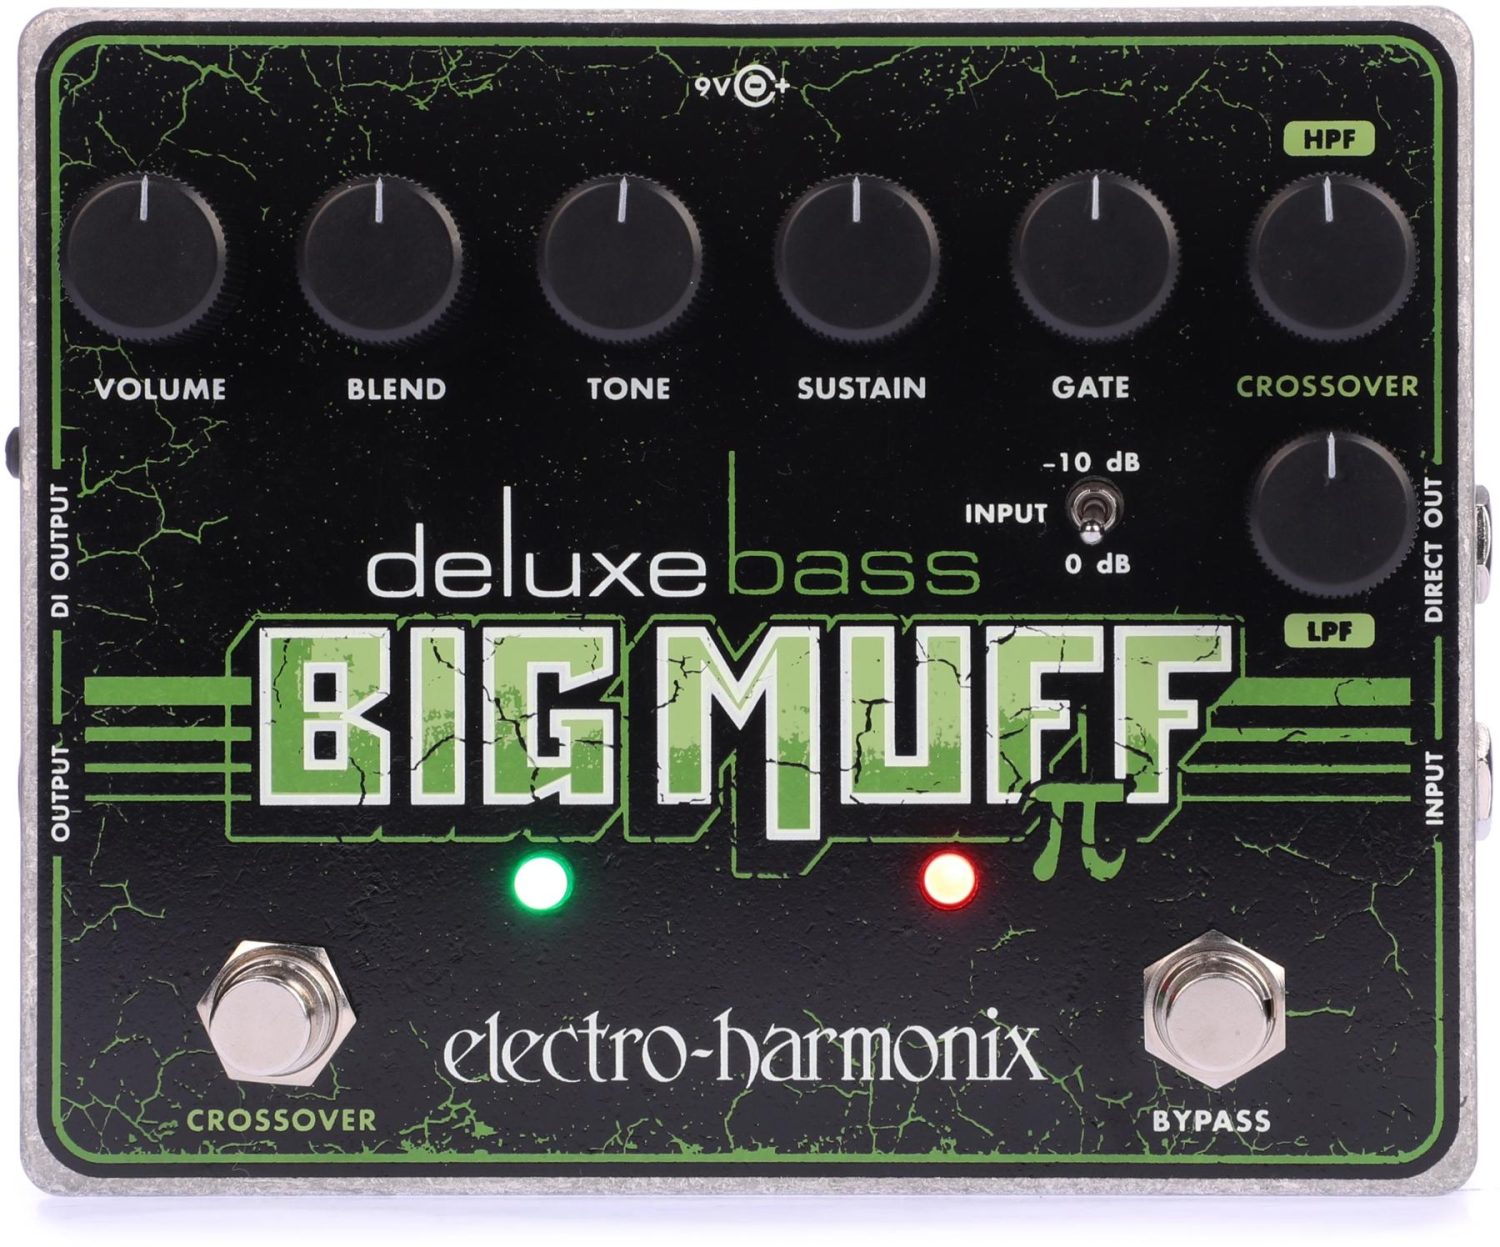 9V - +
HPF
VOLUME BLEND TONE SUSTAIN GATE CROSSOVER
-10 dB
INPUT
0 dB
deluxe bass
BIG MUFF
π
LPF
DI OUTPUT
OUTPUT
DIRECT OUT
INPUT
electro-harmonix
CROSSOVER
BYPASS